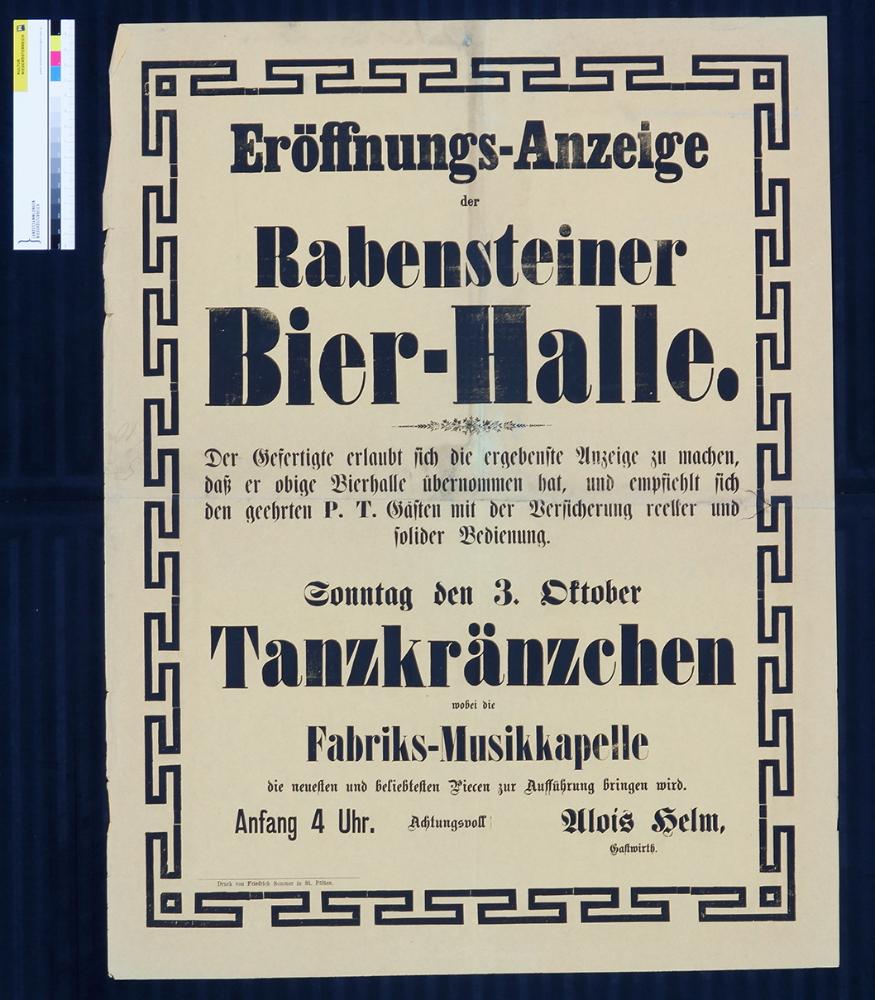 Eröffnungs-Anzeige
der
Rabensteiner
Bier-Halle.
Der Gefertigte erlaubt sich die ergebenste Anzeige zu machen,
daß er obige Bierhalle übernommen hat, und empfiehlt sich
den geehrten P. T. Gästen mit der Versicherung reeller und
solider Bedienung.
Sonntag den 3. Oktober
Tanzkränzchen
wobei die
Fabriks-Musikkapelle
die neuesten und beliebtesten Piecen zur Aufführung bringen wird.
Anfang 4 Uhr. Achtungsvoll Alois Helm,
Gastwirth.
Druck von Friedrich Sommer in St. Pölten.